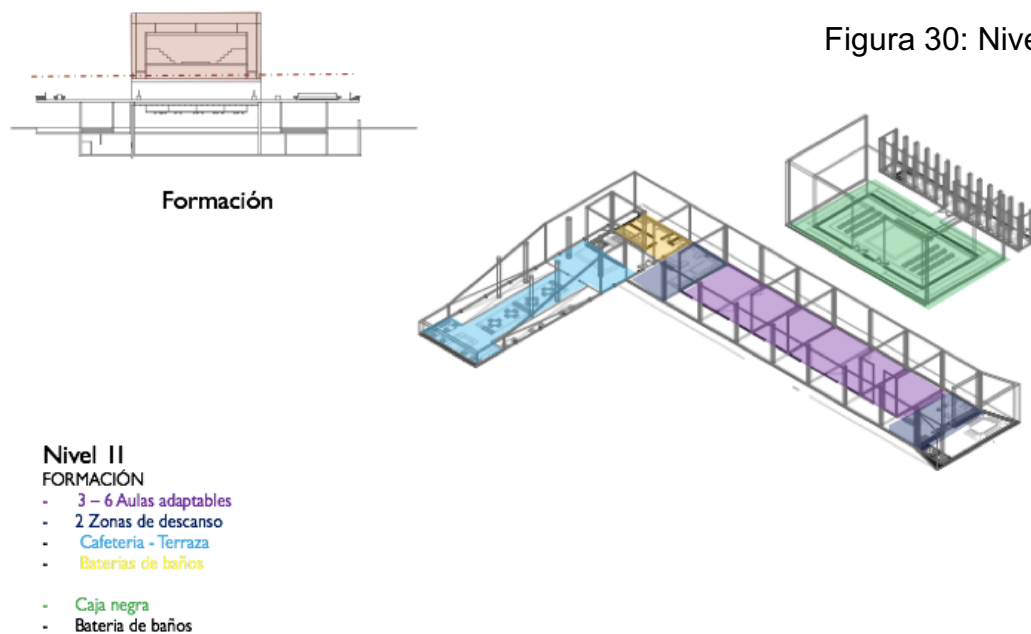 Figura 30: Nive
Formación
Nivel II
FORMACIÓN
- 3 – 6 Aulas adaptables
- 2 Zonas de descanso
- Cafeteria - Terraza
- Baterias de baños
- Caja negra
- Bateria de baños